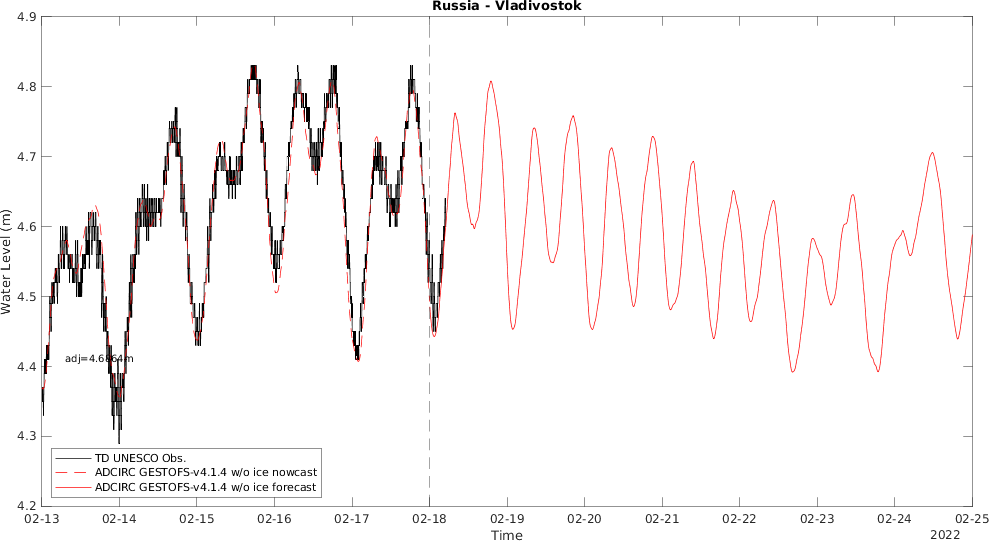 Russia - Vladivostok
4.9
4.8
4.7
4.6
4.5
4.4
4.3
4.2
Water Level (m)
adj=4.6864m
TD UNESCO Obs.
ADCIRC GESTOFS-v4.1.4 w/o ice nowcast
ADCIRC GESTOFS-v4.1.4 w/o ice forecast
02-13 02-14 02-15 02-16 02-17 02-18 02-19 02-20 02-21 02-22 02-23 02-24 02-25
Time
2022